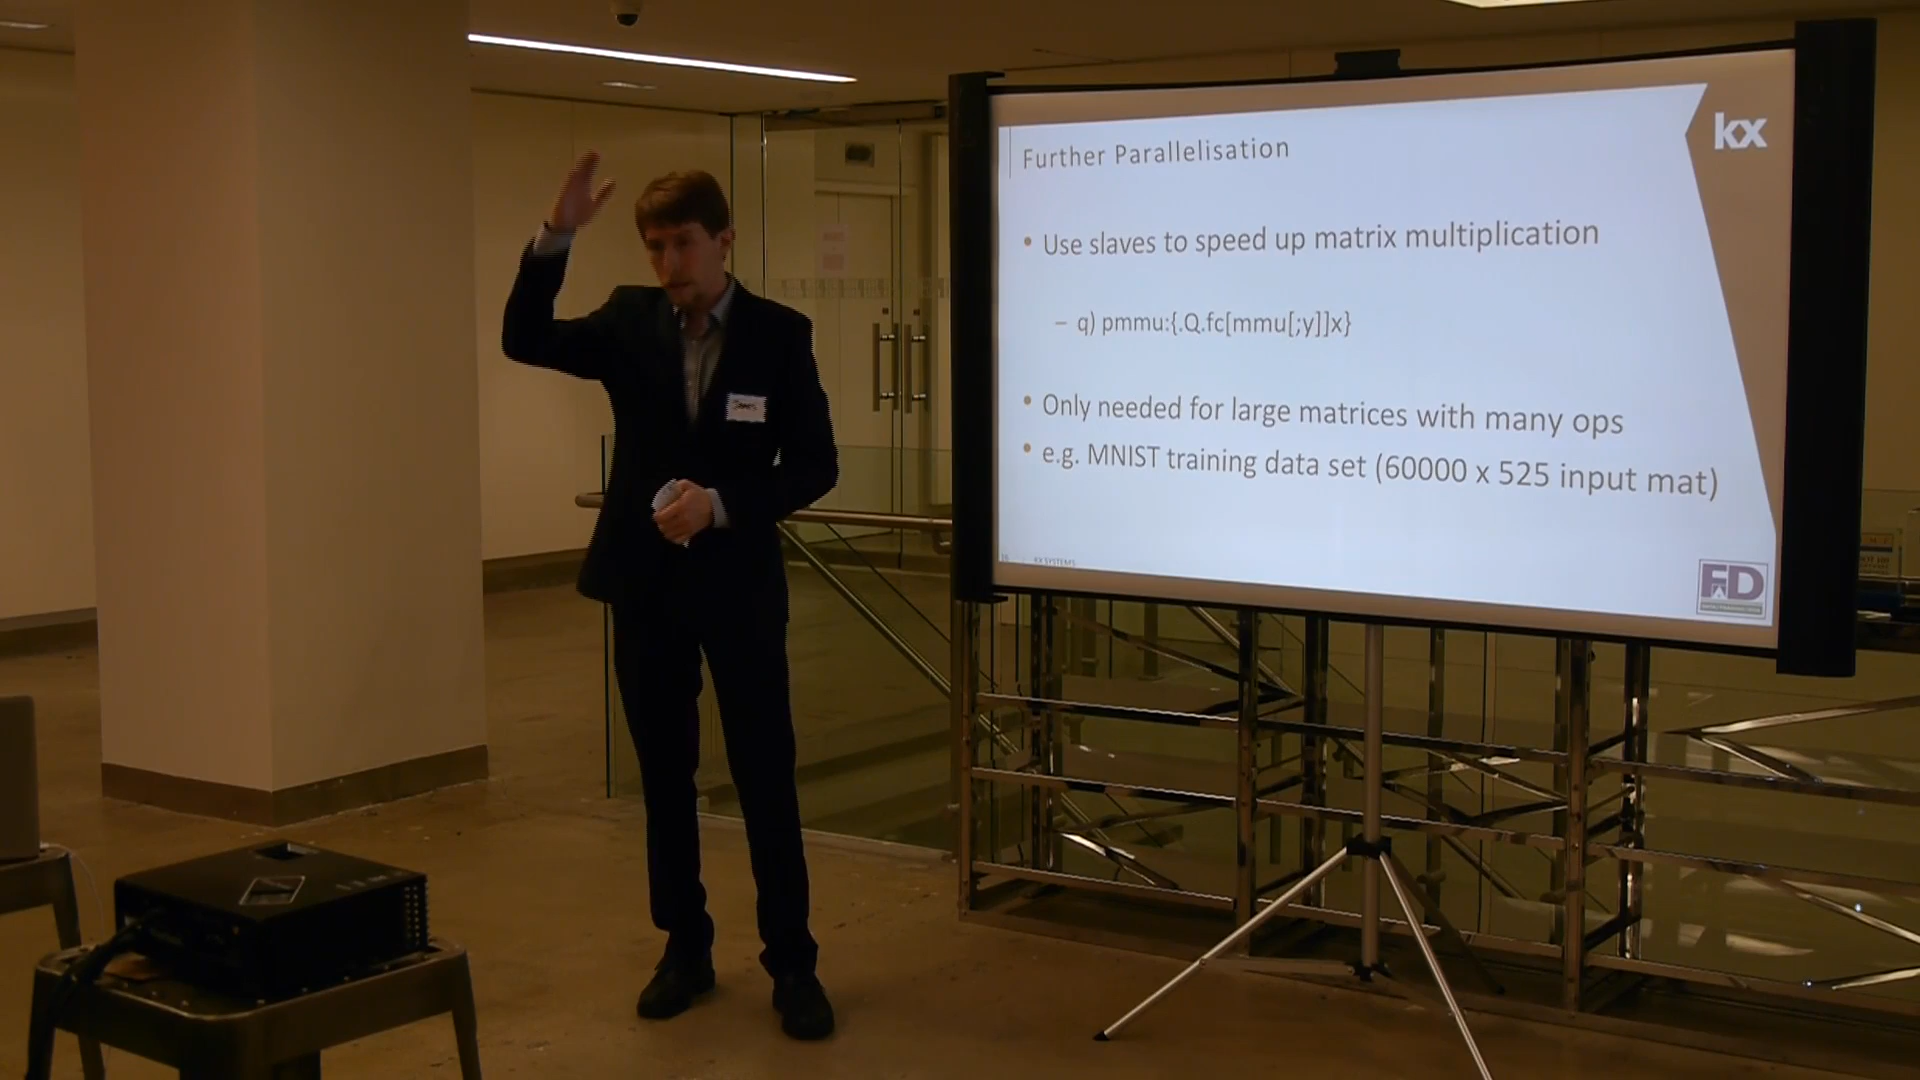 Further Parallelisation
kx
• Use slaves to speed up matrix multiplication
– q) pmmu:{.Q.fc[mmu[;y]]x}
• Only needed for large matrices with many ops
• e.g. MNIST training data set (60000 x 525 input mat)
KX SYSTEMS
FD